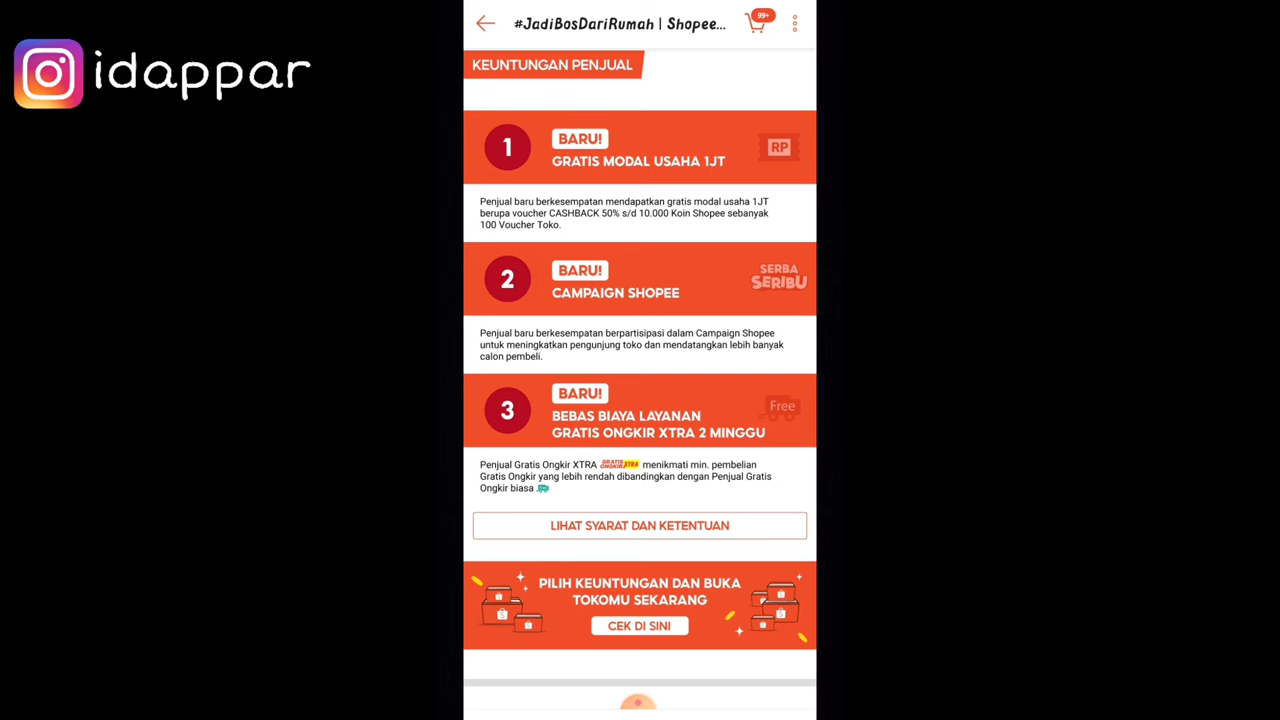 idappar
#JadiBosDariRumah | Shopee...
99+
KEUNTUNGAN PENJUAL
1
BARU!
GRATIS MODAL USAHA 1JT
RP
Penjual baru berkesempatan mendapatkan gratis modal usaha 1JT
berupa voucher CASHBACK 50% s/d 10.000 Koin Shopee sebanyak
100 Voucher Toko.
2
BARU!
CAMPAIGN SHOPEE
SERBA
SERIBU
Penjual baru berkesempatan berpartisipasi dalam Campaign Shopee
untuk meningkatkan pengunjung toko dan mendatangkan lebih banyak
calon pembeli.
3
BARU!
BEBAS BIAYA LAYANAN
GRATIS ONGKIR XTRA 2 MINGGU
Free
Penjual Gratis Ongkir XTRA GRATIS ONGKIR XTRA menikmati min. pembelian
Gratis Ongkir yang lebih rendah dibandingkan dengan Penjual Gratis
Ongkir biasa
LIHAT SYARAT DAN KETENTUAN
PILIH KEUNTUNGAN DAN BUKA
TOKOMU SEKARANG
CEK DI SINI